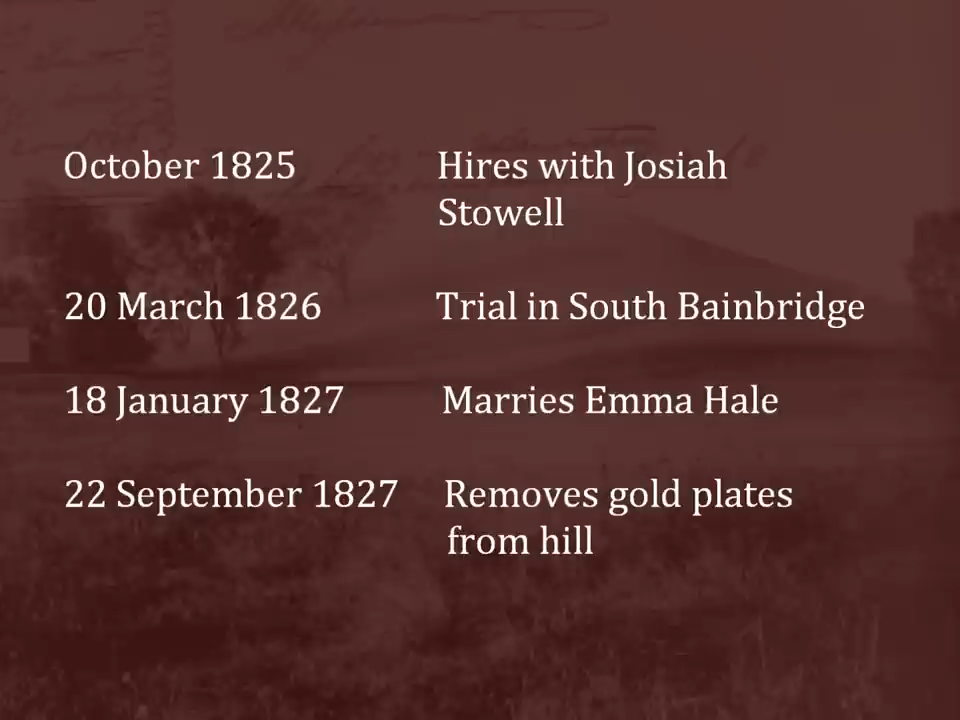 October 1825 Hires with Josiah
Stowell
20 March 1826 Trial in South Bainbridge
18 January 1827 Marries Emma Hale
22 September 1827 Removes gold plates
from hill